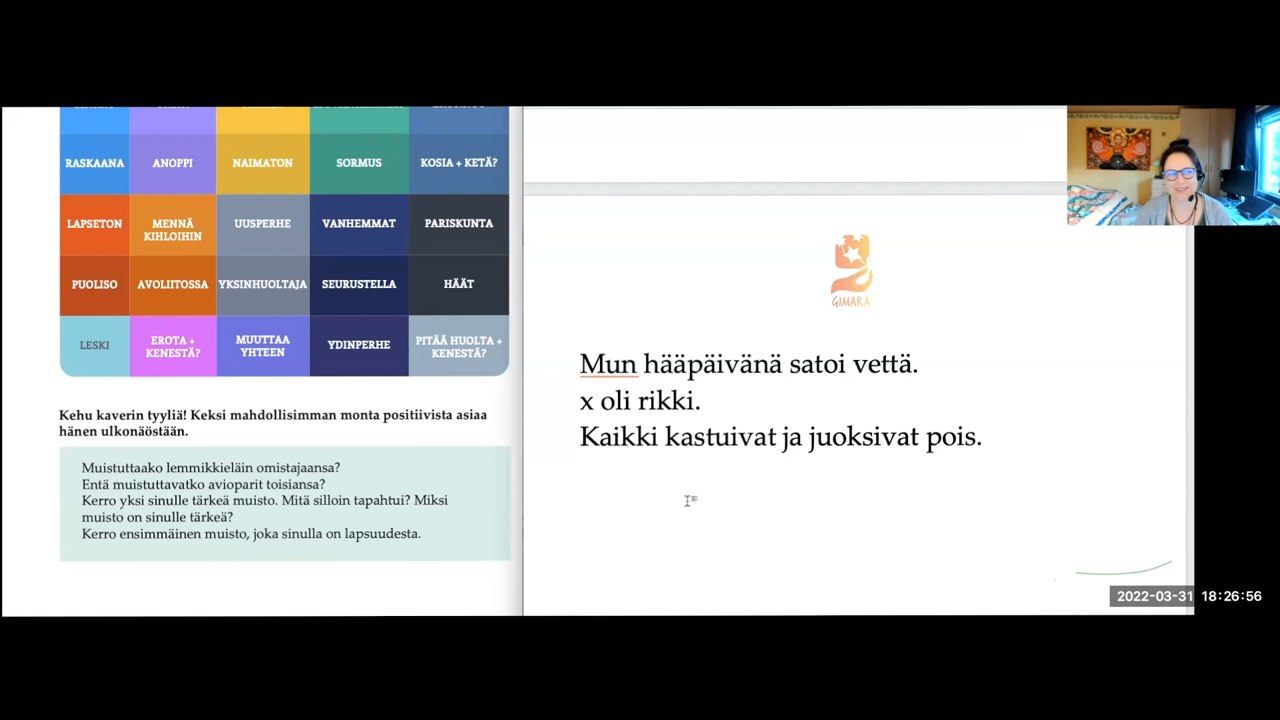 RASKAANA ANOPPI NAIMATON SORMUS KOSIA + KETÄ?
LAPSETON MENNÄ KIHLOIHIN UUSPERHE VANHEMMAT PARISKUNTA
PUOLISO AVOLIITOSSA YKSINHUOLTAJA SEURUSTELLA HÄÄT
LESKI EROTA + KENESTÄ? MUUTTAA YHTEEN YDINPERHE PITÄÄ HUOLTA + KENESTÄ?
Kehu kaverin tyyliä! Keksi mahdollisimman monta positiivista asiaa
hänen ulkonäöstään.
Muistuttaako lemmikkieläin omistajaansa?
Entä muistuttavatko avioparit toisiansa?
Kerro yksi sinulle tärkeä muisto. Mitä silloin tapahtui? Miksi
muisto on sinulle tärkeä?
Kerro ensimmäinen muisto, joka sinulla on lapsuudesta.
GIMARA
Mun hääpäivänä satoi vettä.
x oli rikki.
Kaikki kastuivat ja juoksivat pois.
2022-03-31 18:26:56